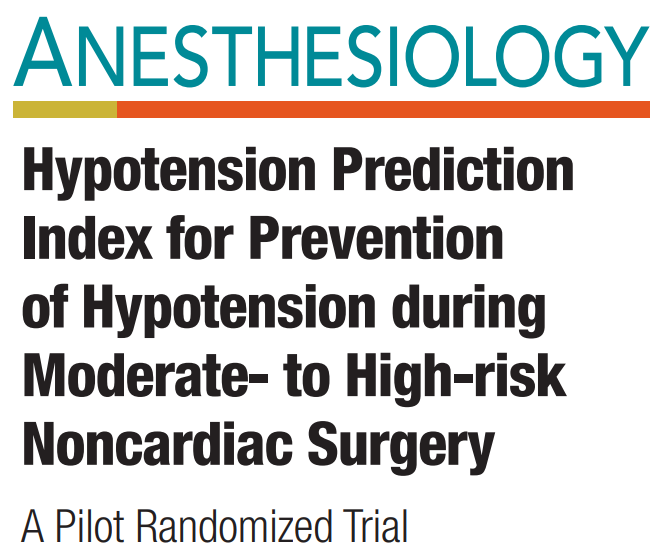 ANESTHESIOLOGY
Hypotension Prediction
Index for Prevention
of Hypotension during
Moderate- to High-risk
Noncardiac Surgery
A Pilot Randomized Trial